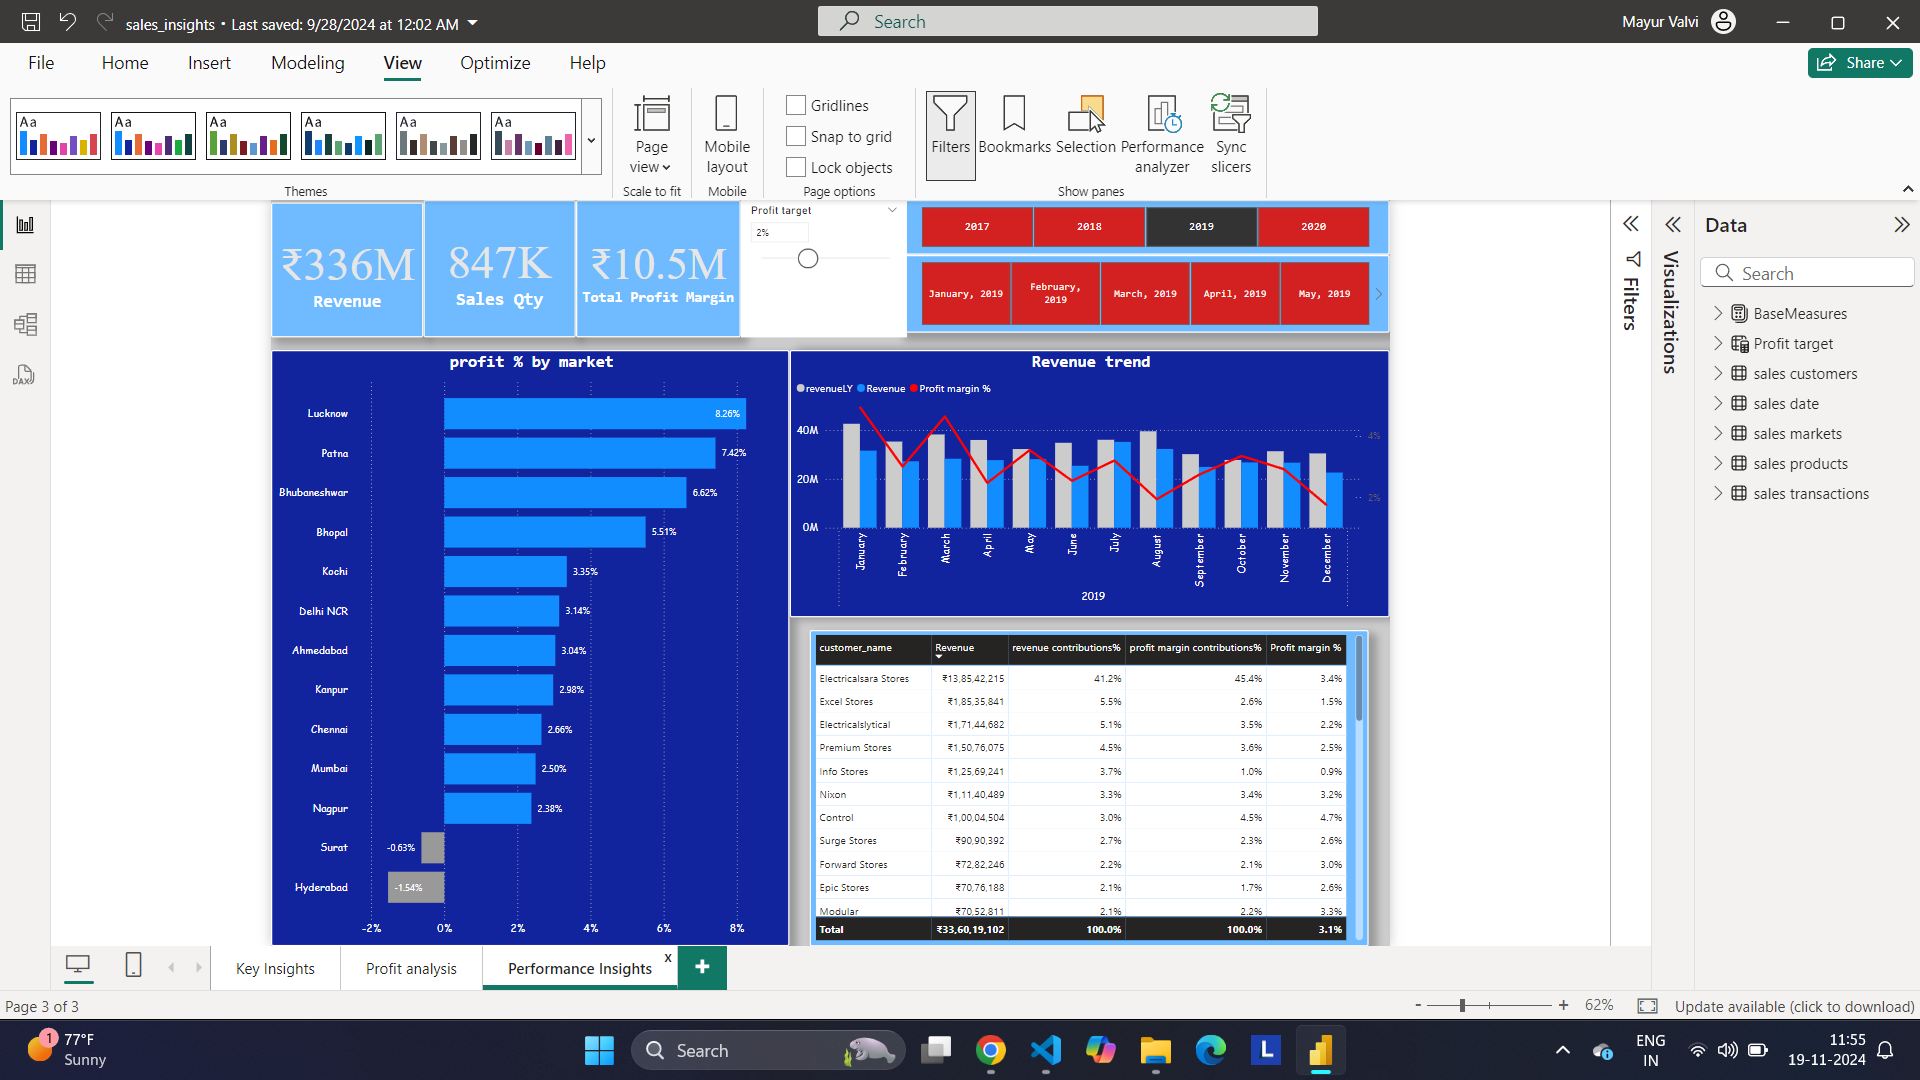 sales_insights • Last saved: 9/28/2024 at 12:02 AM
Search
Mayur Valvi
File Home Insert Modeling View Optimize Help
Share
Aa Aa Aa Aa Aa Aa
Themes
Page view
Scale to fit
Mobile layout
Mobile
Gridlines
Snap to grid
Lock objects
Page options
Filters
Bookmarks
Selection
Performance analyzer
Sync slicers
Show panes
DAX
₹336M
Revenue
847K
Sales Qty
₹10.5M
Total Profit Margin
Profit target
2%
2017 2018 2019 2020
January, 2019
February, 2019
March, 2019
April, 2019
May, 2019
profit % by market
Lucknow 8.26%
Patna 7.42%
Bhubaneshwar 6.62%
Bhopal 5.51%
Kochi 3.35%
Delhi NCR 3.14%
Ahmedabad 3.04%
Kanpur 2.98%
Chennai 2.66%
Mumbai 2.50%
Nagpur 2.38%
Surat -0.63%
Hyderabad -1.54%
-2% 0% 2% 4% 6% 8%
Revenue trend
revenueLY Revenue Profit margin %
40M 4%
20M 2%
0M
January February March April May June July August September October November December
2019
customer_name Revenue revenue contributions% profit margin contributions% Profit margin %
Electricalsara Stores ₹13,85,42,215 41.2% 45.4% 3.4%
Excel Stores ₹1,85,35,841 5.5% 2.6% 1.5%
Electricalslytical ₹1,71,44,682 5.1% 3.5% 2.2%
Premium Stores ₹1,50,76,075 4.5% 3.6% 2.5%
Info Stores ₹1,25,69,241 3.7% 1.0% 0.9%
Nixon ₹1,11,40,489 3.3% 3.4% 3.2%
Control ₹1,00,04,504 3.0% 4.5% 4.7%
Surge Stores ₹90,90,392 2.7% 2.3% 2.6%
Forward Stores ₹72,82,246 2.2% 2.1% 3.0%
Epic Stores ₹70,76,188 2.1% 1.7% 2.6%
Modular ₹70,52,811 2.1% 2.2% 3.3%
Total ₹33,60,19,102 100.0% 100.0% 3.1%
Filters
Visualizations
Data
Search
BaseMeasures
Profit target
sales customers
sales date
sales markets
sales products
sales transactions
Key Insights Profit analysis Performance Insights x +
Page 3 of 3
- + 62%
Update available (click to download)
1
77°F
Sunny
Search
L
ENG
IN
11:55
19-11-2024